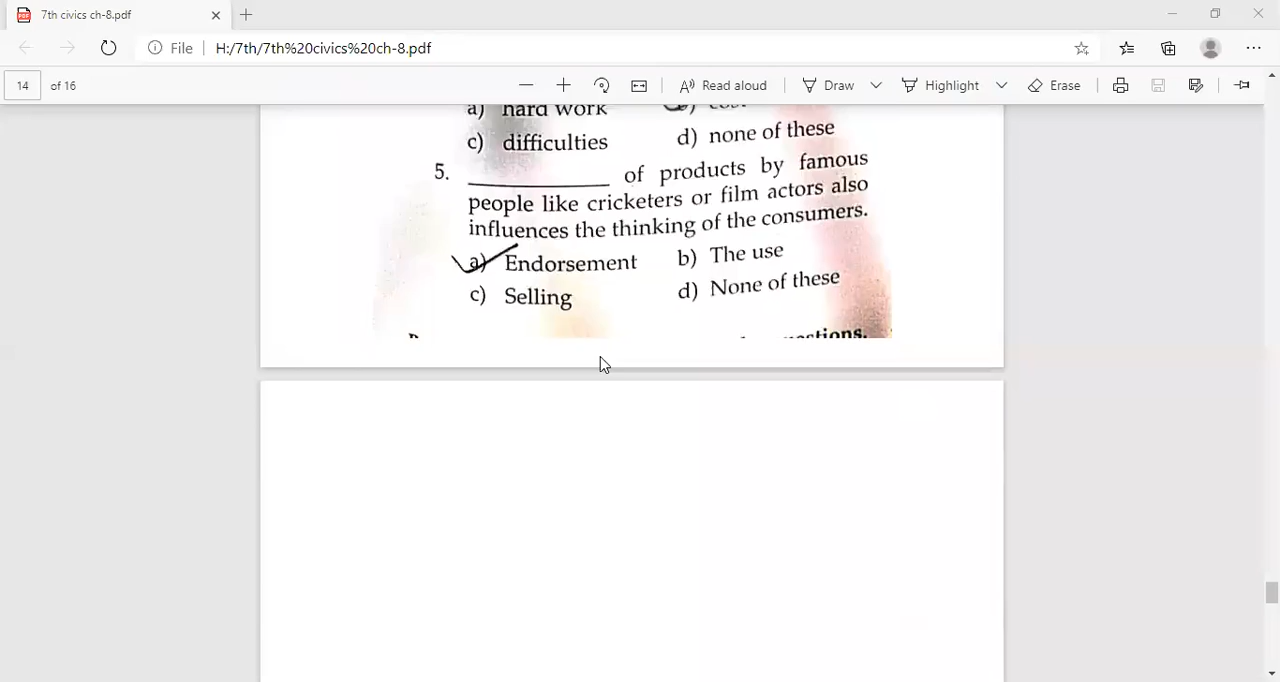 7th civics ch-8.pdf
File H:/7th/7th%20civics%20ch-8.pdf
14 of 16 Read aloud Draw Highlight Erase
a) hard work
c) difficulties d) none of these
5. ____________ of products by famous
people like cricketers or film actors also
influences the thinking of the consumers.
a) Endorsement b) The use
c) Selling d) None of these